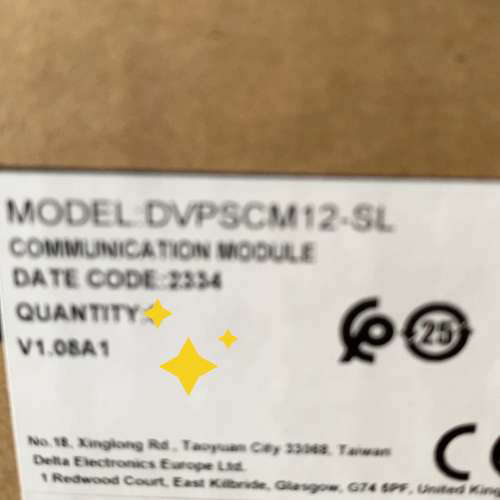 MODEL:DVPSCM12-SL
COMMUNICATION MODULE
DATE CODE:2334
QUANTITY:
V1.08A1
25
No.18, Xinglong Rd., Taoyuan City 33068, Taiwan
Delta Electronics Europe Ltd.
1 Redwood Court, East Kilbride, Glasgow, G74 5PF, United
CE